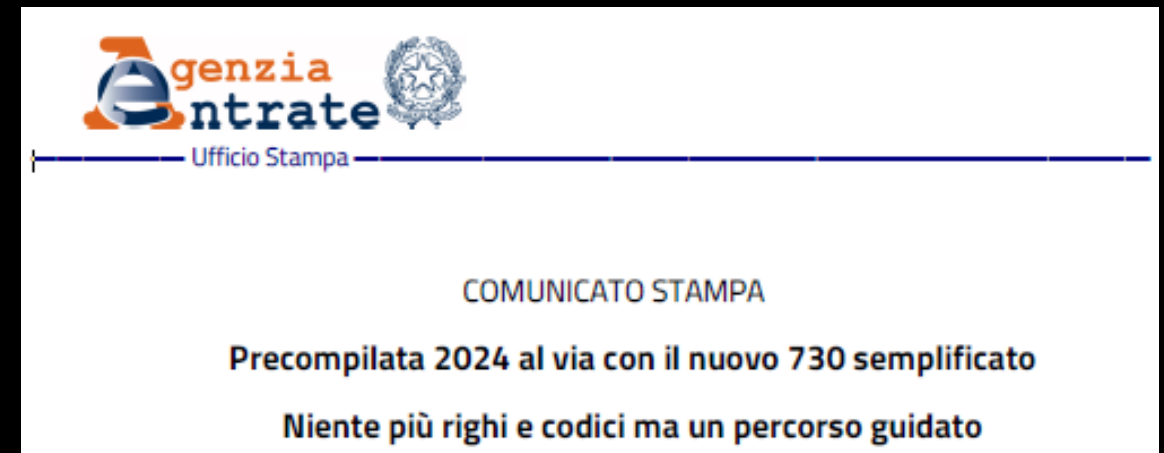 Agenzia
Entrate
Ufficio Stampa
COMUNICATO STAMPA
Precompilata 2024 al via con il nuovo 730 semplificato
Niente più righi e codici ma un percorso guidato